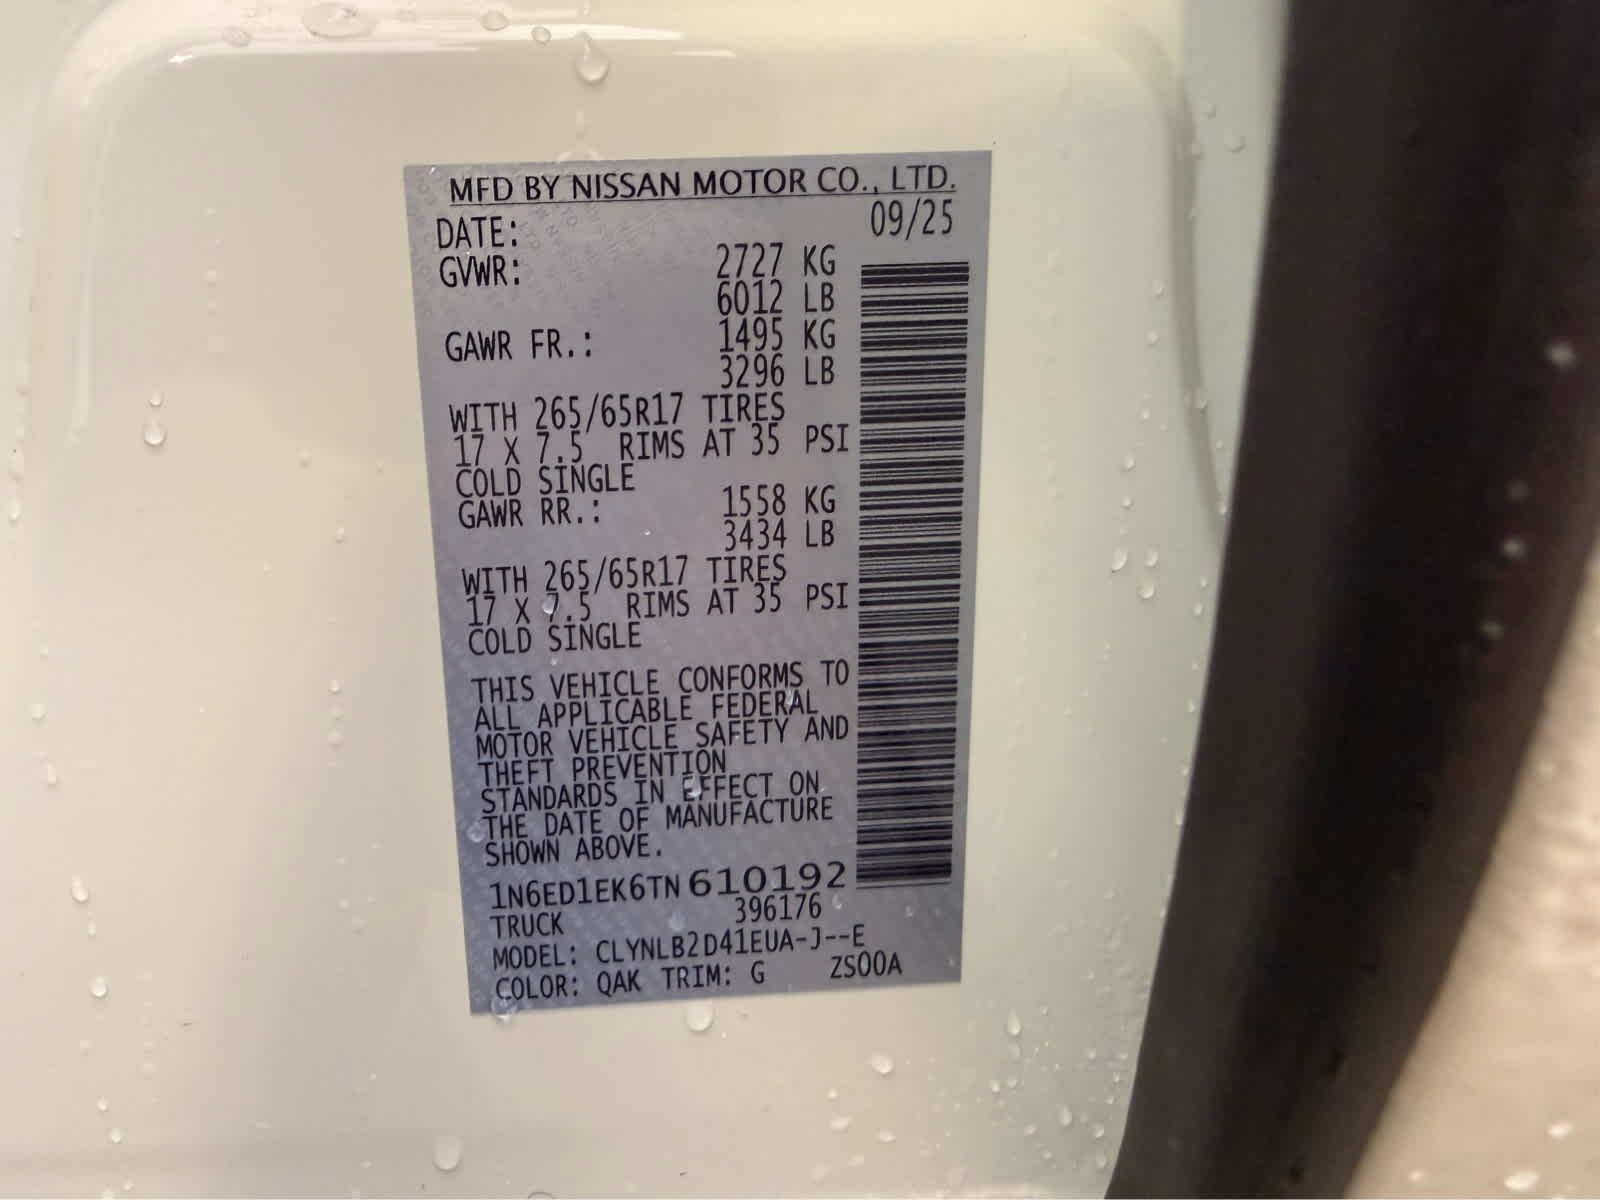 MFD BY NISSAN MOTOR CO., LTD.
DATE: 09/25
GVWR: 2727 KG
6012 LB
GAWR FR.: 1495 KG
3296 LB
WITH 265/65R17 TIRES
17 X 7.5 RIMS AT 35 PSI
COLD SINGLE
GAWR RR.: 1558 KG
3434 LB
WITH 265/65R17 TIRES
17 X 7.5 RIMS AT 35 PSI
COLD SINGLE
THIS VEHICLE CONFORMS TO
ALL APPLICABLE FEDERAL
MOTOR VEHICLE SAFETY AND
THEFT PREVENTION
STANDARDS IN EFFECT ON
THE DATE OF MANUFACTURE
SHOWN ABOVE.
1N6ED1EK6TN610192
TRUCK 396176
MODEL: CLYNLB2D41EUA-J--E
COLOR: QAK TRIM: G ZS00A